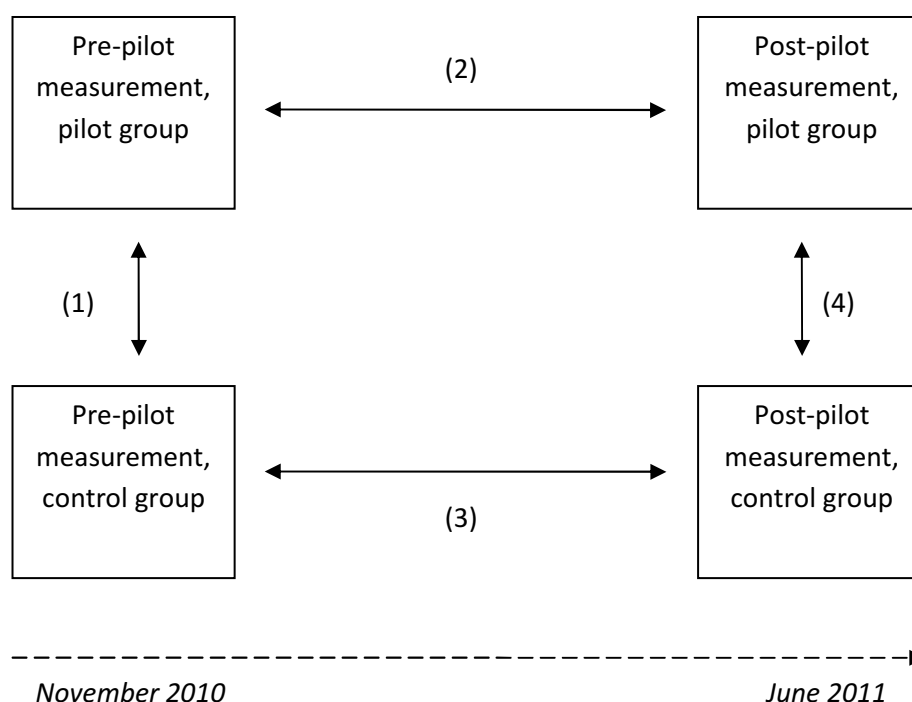 Pre-pilot
measurement,
pilot group
(2)
Post-pilot
measurement,
pilot group
(1)
(4)
Pre-pilot
measurement,
control group
(3)
Post-pilot
measurement,
control group
November 2010
June 2011